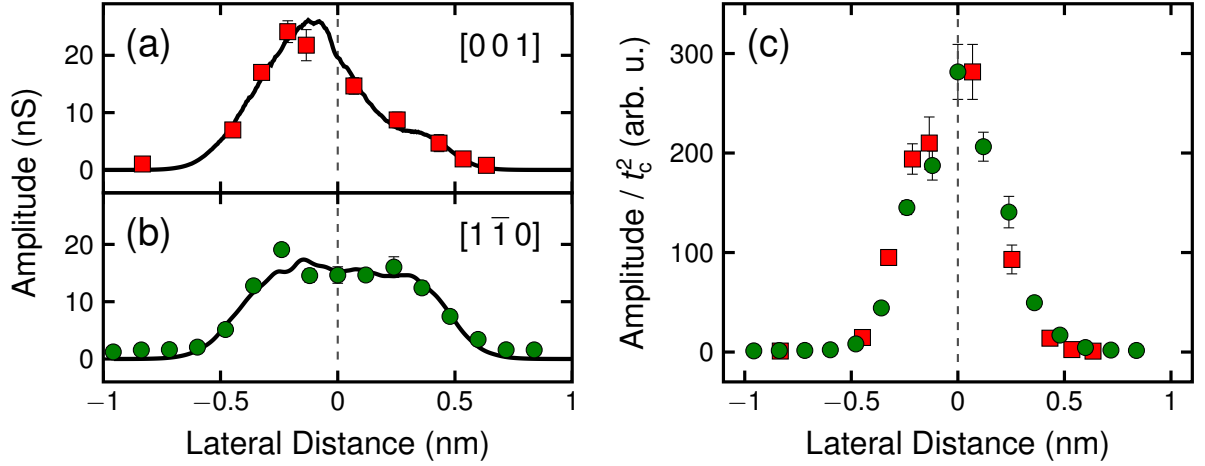 (a)
[0 0 1]
20
10
0
(b)
[1 1̅ 0]
20
10
0
Amplitude (nS)
−1
−0.5
0
0.5
1
Lateral Distance (nm)
(c)
300
200
100
0
Amplitude / t_c^2 (arb. u.)
−1
−0.5
0
0.5
1
Lateral Distance (nm)